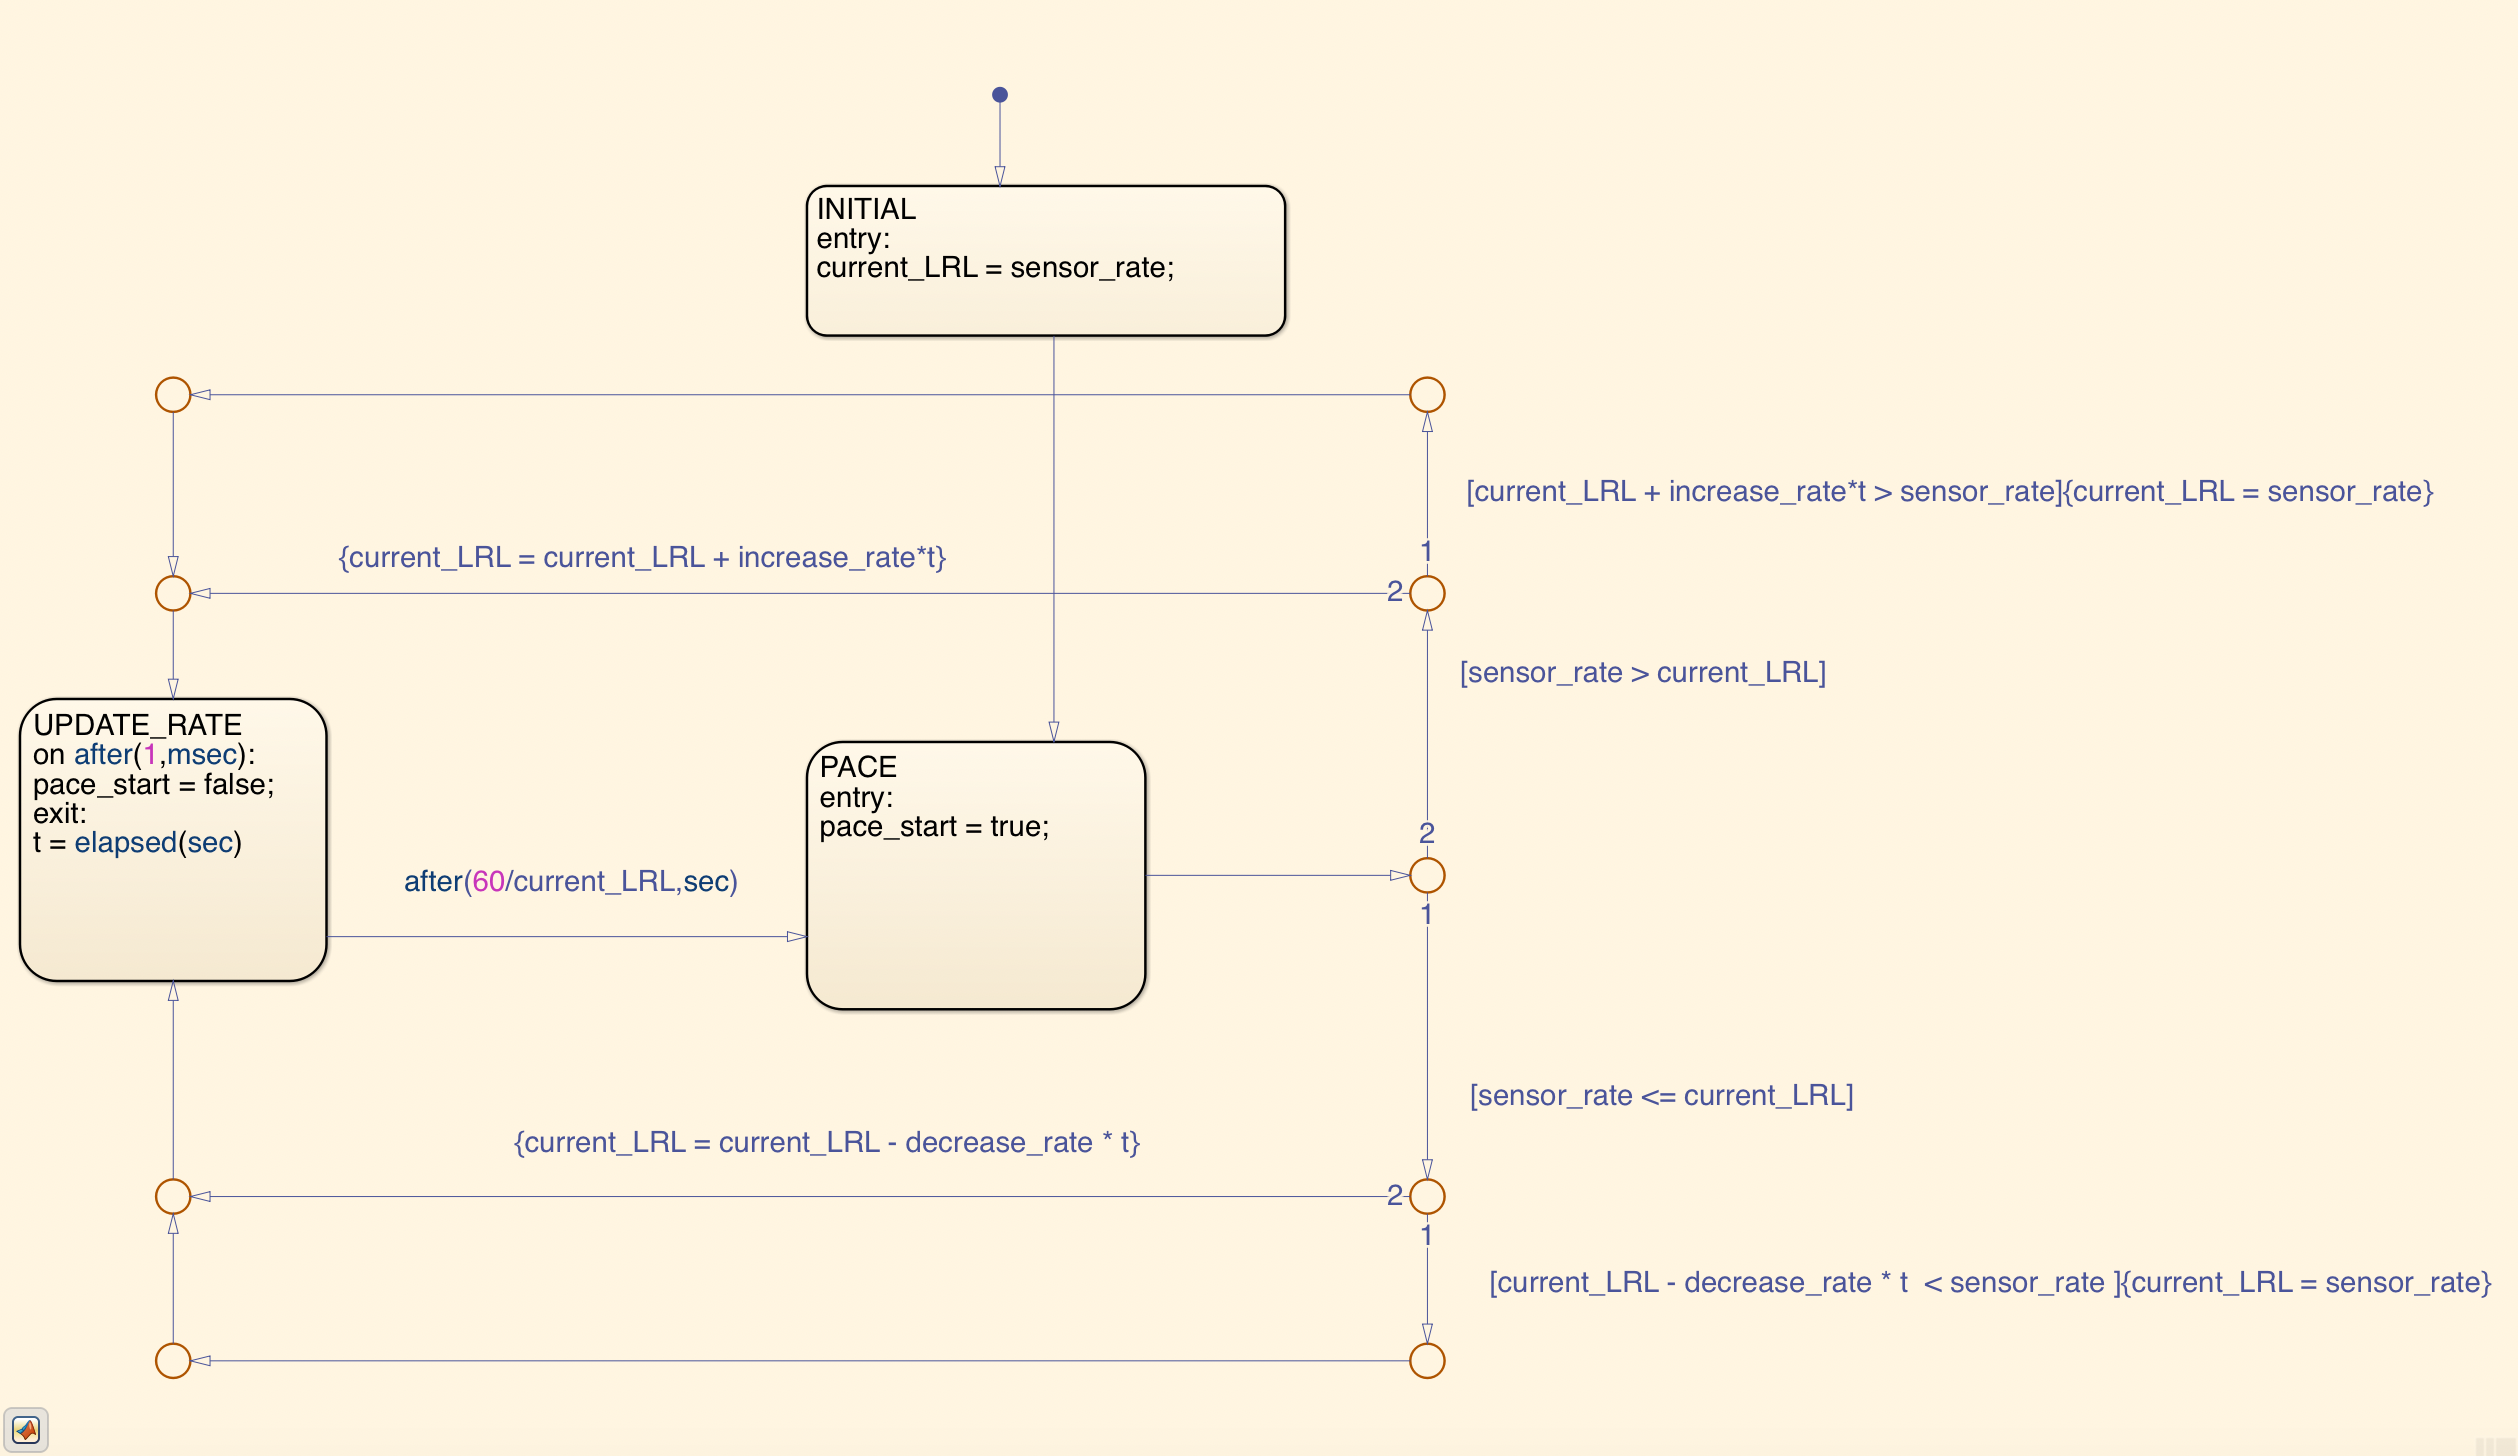 INITIAL
entry:
current_LRL = sensor_rate;
[current_LRL + increase_rate*t > sensor_rate]{current_LRL = sensor_rate}
1
{current_LRL = current_LRL + increase_rate*t}
2
[sensor_rate > current_LRL]
UPDATE_RATE
on after(1,msec):
pace_start = false;
exit:
t = elapsed(sec)
after(60/current_LRL,sec)
PACE
entry:
pace_start = true;
2
1
[sensor_rate <= current_LRL]
{current_LRL = current_LRL - decrease_rate * t}
2
1
[current_LRL - decrease_rate * t  < sensor_rate ]{current_LRL = sensor_rate}